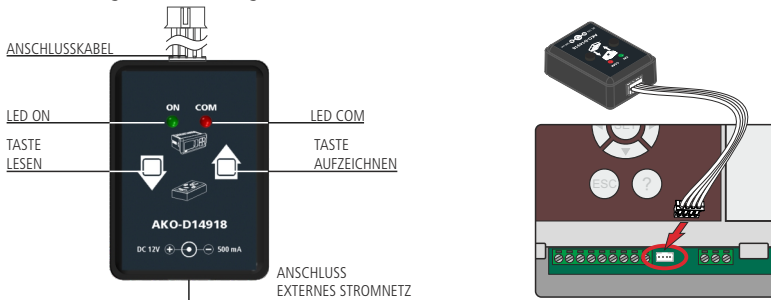 ANSCHLUSSKABEL
LED ON
ON COM
LED COM
TASTE
LESEN
TASTE
AUFZEICHNEN
AKO-D14918
DC 12V + − 500 mA
ANSCHLUSS
EXTERNES STROMNETZ
ESC ?